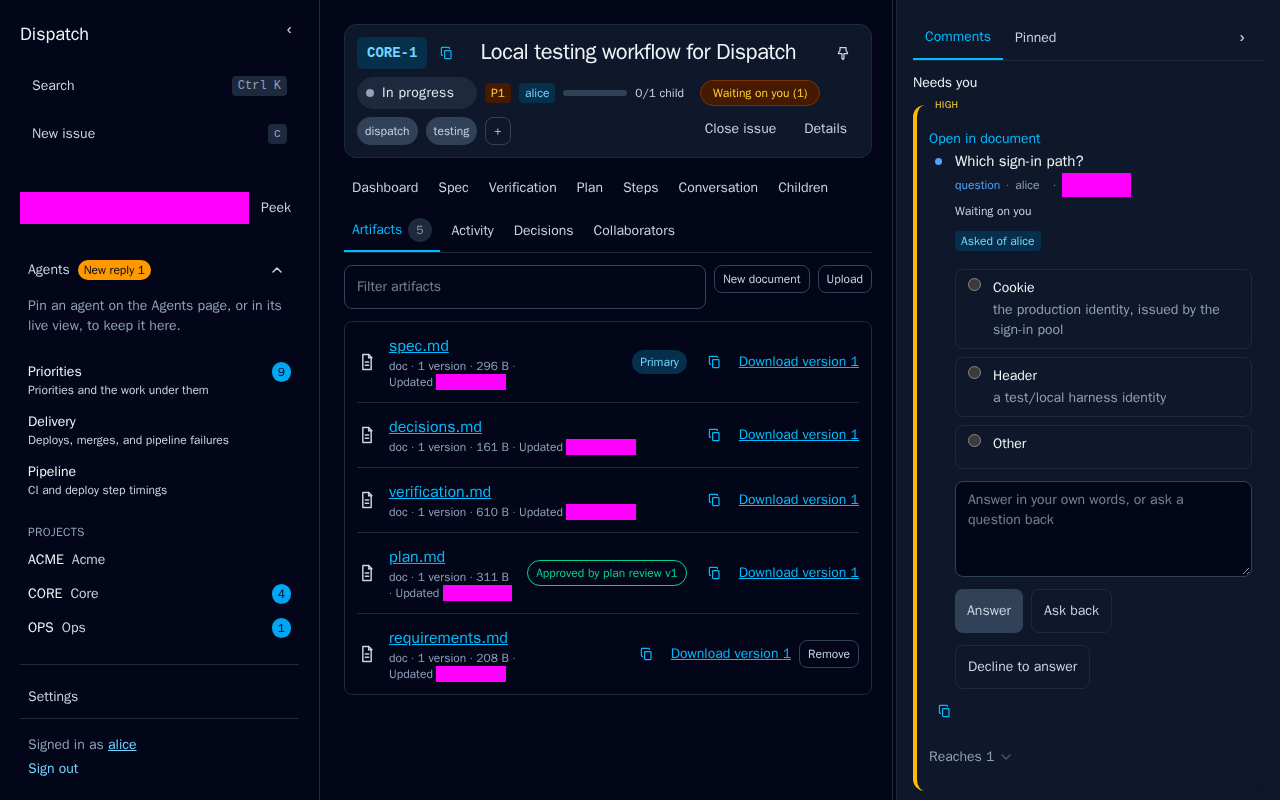 Dispatch
Search
Ctrl K
New issue
C
Peek
Agents
New reply 1
Pin an agent on the Agents page, or in its
live view, to keep it here.
Priorities
9
Priorities and the work under them
Delivery
Deploys, merges, and pipeline failures
Pipeline
CI and deploy step timings
PROJECTS
ACME Acme
CORE Core
4
OPS Ops
1
Settings
Signed in as alice
Sign out
CORE-1
Local testing workflow for Dispatch
In progress
P1
alice
0/1 child
Waiting on you (1)
dispatch
testing
+
Close issue
Details
Dashboard
Spec
Verification
Plan
Steps
Conversation
Children
Artifacts 5
Activity
Decisions
Collaborators
Filter artifacts
New document
Upload
spec.md
doc · 1 version · 296 B ·
Updated
Primary
Download version 1
decisions.md
doc · 1 version · 161 B · Updated
Download version 1
verification.md
doc · 1 version · 610 B · Updated
Download version 1
plan.md
doc · 1 version · 311 B
· Updated
Approved by plan review v1
Download version 1
requirements.md
doc · 1 version · 208 B ·
Updated
Download version 1
Remove
Comments
Pinned
Needs you
HIGH
Open in document
Which sign-in path?
question · alice ·
Waiting on you
Asked of alice
Cookie
the production identity, issued by the
sign-in pool
Header
a test/local harness identity
Other
Answer in your own words, or ask a
question back
Answer
Ask back
Decline to answer
Reaches 1